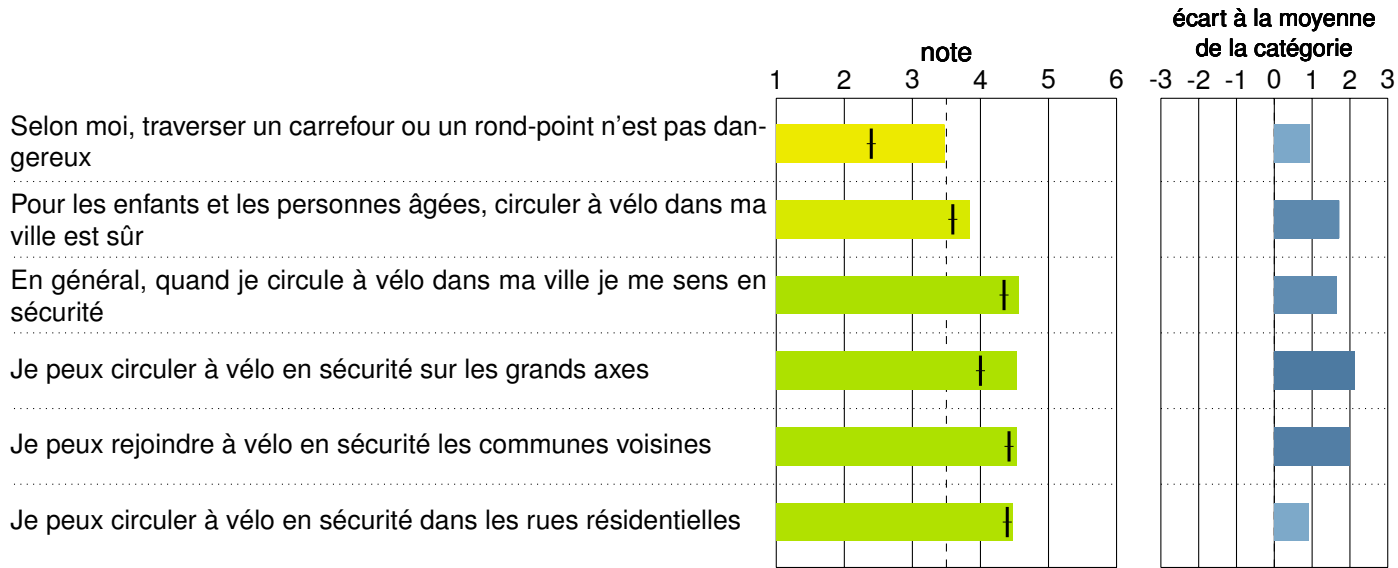 écart à la moyenne
de la catégorie
note
1 2 3 4 5 6
-3 -2 -1 0 1 2 3
Selon moi, traverser un carrefour ou un rond-point n'est pas dan-
gereux
Pour les enfants et les personnes âgées, circuler à vélo dans ma
ville est sûr
En général, quand je circule à vélo dans ma ville je me sens en
sécurité
Je peux circuler à vélo en sécurité sur les grands axes
Je peux rejoindre à vélo en sécurité les communes voisines
Je peux circuler à vélo en sécurité dans les rues résidentielles